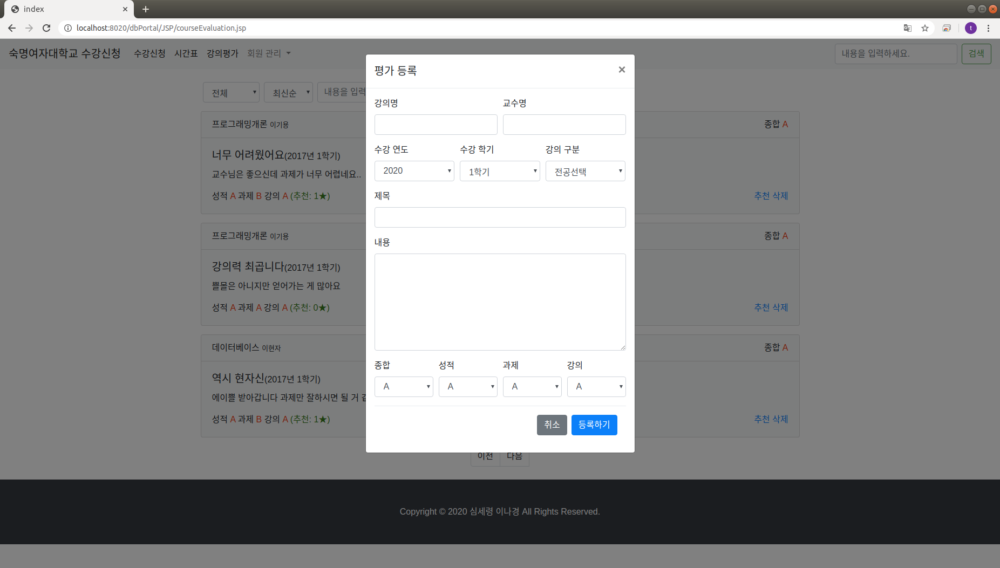 index
localhost:8020/dbPortal/JSP/courseEvaluation.jsp
t
숙명여자대학교 수강신청 수강신청 시간표 강의평가 회원 관리 내용을 입력하세요. 검색
평가 등록 ×
전체 최신순 내용을 입력
강의명 교수명
프로그래밍개론 이기용 종합 A
수강 연도 수강 학기 강의 구분
너무 어려웠어요(2017년 1학기)
2020 1학기 전공선택
교수님은 좋으신데 과제가 너무 어렵네요..
성적 A 과제 B 강의 A (추천: 1★) 추천 삭제
제목
프로그래밍개론 이기용 종합 A
내용
강의력 최곱니다(2017년 1학기)
쁠몰은 아니지만 얻어가는 게 많아요
성적 A 과제 A 강의 A (추천: 0★) 추천 삭제
데이터베이스 이현자 종합 A
종합 성적 과제 강의
역시 현자신(2017년 1학기)
A A A A
에이쁠 받아갑니다 과제만 잘하시면 될 거
성적 A 과제 B 강의 A (추천: 1★) 추천 삭제
취소 등록하기
이전 다음
Copyright © 2020 심세령 이나경 All Rights Reserved.